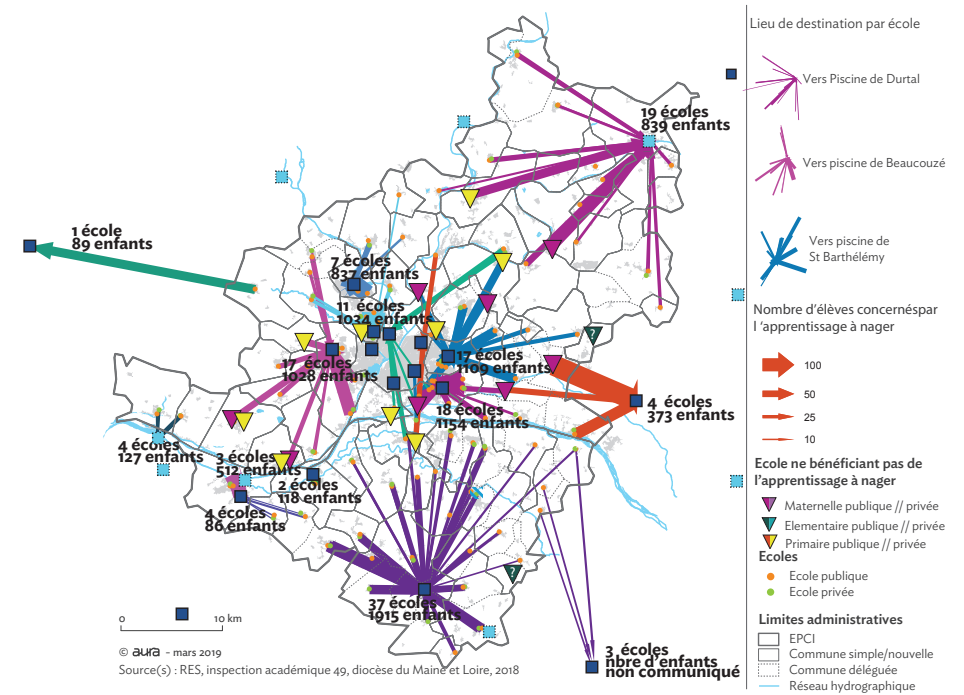 19 écoles
839 enfants
1 école
89 enfants
7 écoles
837 enfants
11 écoles
1034 enfants
17 écoles
1028 enfants
17 écoles
1109 enfants
18 écoles
1154 enfants
4 écoles
373 enfants
4 écoles
127 enfants
3 écoles
512 enfants
2 écoles
118 enfants
4 écoles
86 enfants
37 écoles
1915 enfants
3 écoles
nbre d'enfants
non communiqué
?
?
0 10 km
© aura - mars 2019
Source(s) : RES, inspection académique 49, diocèse du Maine et Loire, 2018
Lieu de destination par école
Vers Piscine de Durtal
Vers piscine de Beaucouzé
Vers piscine de
St Barthélémy
Nombre d'élèves concernéspar
l 'apprentissage à nager
100
50
25
10
Ecole ne bénéficiant pas de
l'apprentissage à nager
Maternelle publique // privée
Elementaire publique // privée
Primaire publique // privée
Ecoles
Ecole publique
Ecole privée
Limites administratives
EPCI
Commune simple/nouvelle
Commune déléguée
Réseau hydrographique